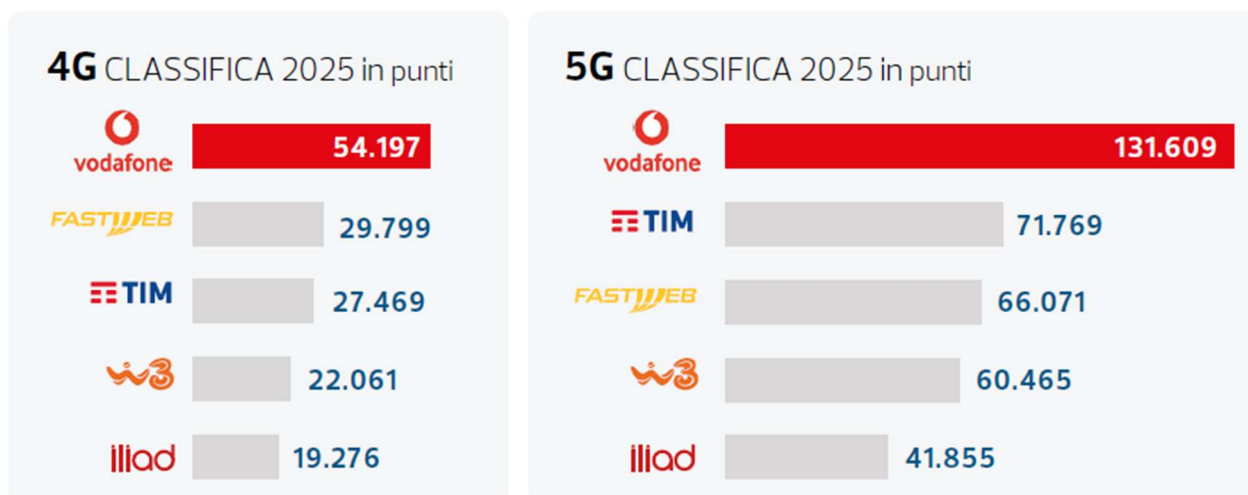 4G CLASSIFICA 2025 in punti
vodafone
54.197
FASTWEB
29.799
TIM
27.469
W3
22.061
iliad
19.276
5G CLASSIFICA 2025 in punti
vodafone
131.609
TIM
71.769
FASTWEB
66.071
W3
60.465
iliad
41.855